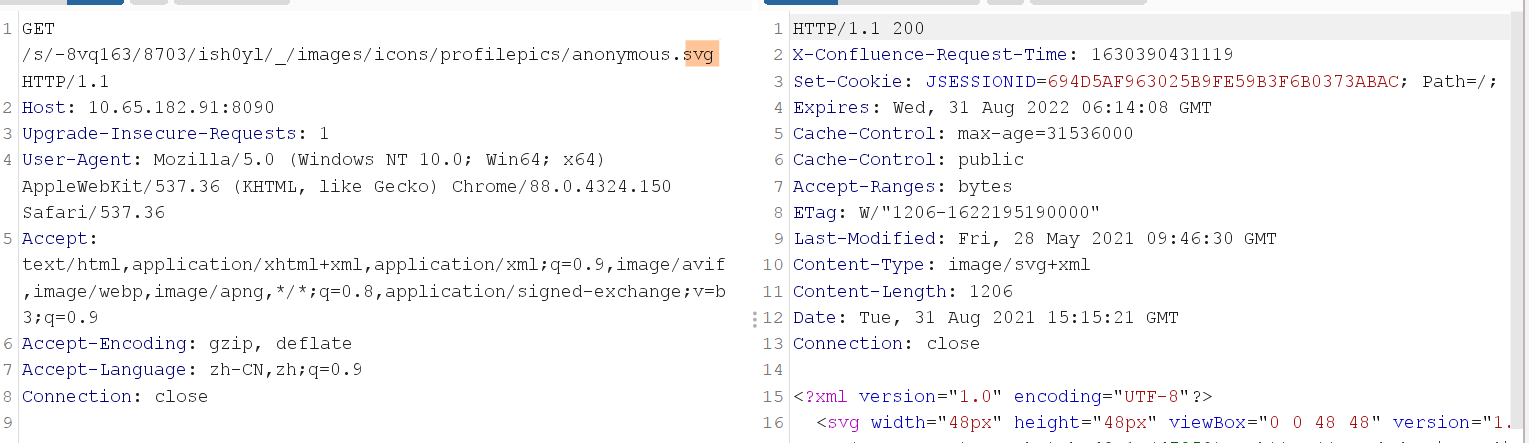 1 GET
/s/-8vq163/8703/ish0yl/_/images/icons/profilepics/anonymous.svg
HTTP/1.1
2 Host: 10.65.182.91:8090
3 Upgrade-Insecure-Requests: 1
4 User-Agent: Mozilla/5.0 (Windows NT 10.0; Win64; x64)
AppleWebKit/537.36 (KHTML, like Gecko) Chrome/88.0.4324.150
Safari/537.36
5 Accept:
text/html,application/xhtml+xml,application/xml;q=0.9,image/avif
,image/webp,image/apng,*/*;q=0.8,application/signed-exchange;v=b
3;q=0.9
6 Accept-Encoding: gzip, deflate
7 Accept-Language: zh-CN,zh;q=0.9
8 Connection: close
9
1 HTTP/1.1 200
2 X-Confluence-Request-Time: 1630390431119
3 Set-Cookie: JSESSIONID=694D5AF963025B9FE59B3F6B0373ABAC; Path=/;
4 Expires: Wed, 31 Aug 2022 06:14:08 GMT
5 Cache-Control: max-age=31536000
6 Cache-Control: public
7 Accept-Ranges: bytes
8 ETag: W/"1206-1622195190000"
9 Last-Modified: Fri, 28 May 2021 09:46:30 GMT
10 Content-Type: image/svg+xml
11 Content-Length: 1206
12 Date: Tue, 31 Aug 2021 15:15:21 GMT
13 Connection: close
14
15 <?xml version="1.0" encoding="UTF-8"?>
16 <svg width="48px" height="48px" viewBox="0 0 48 48" version="1.